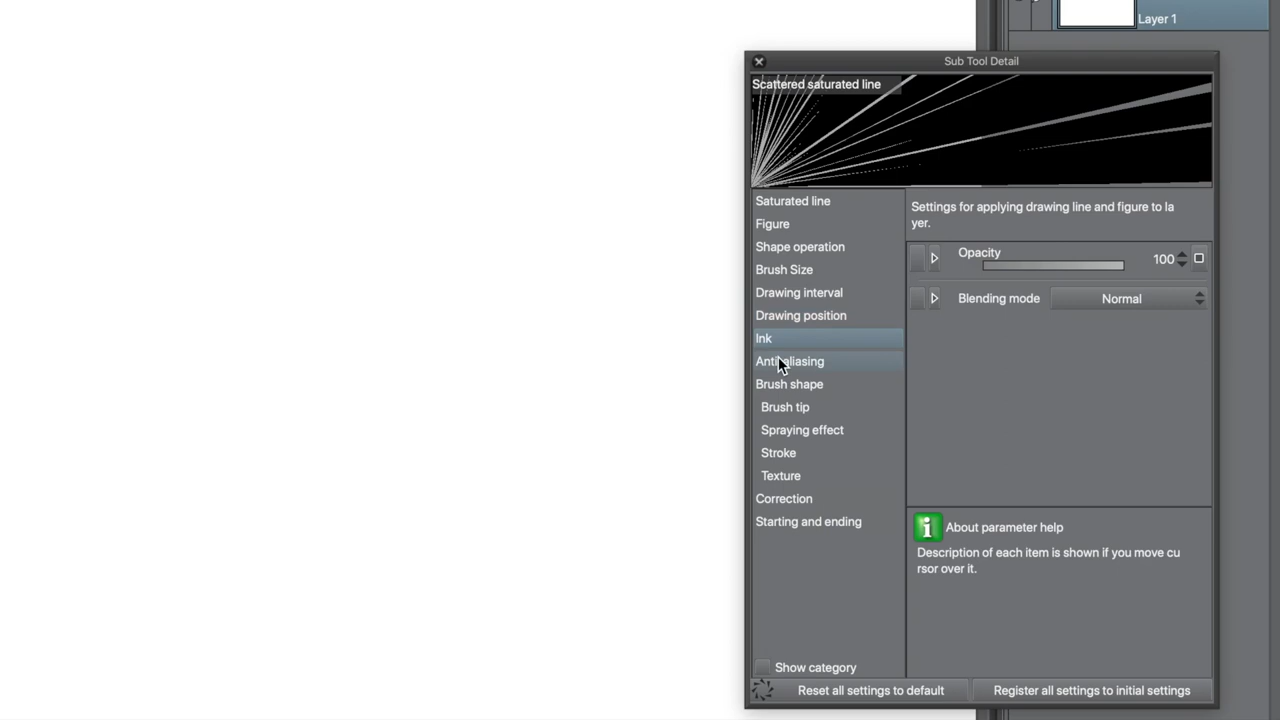 Layer 1
Sub Tool Detail
Scattered saturated line
Saturated line
Figure
Shape operation
Brush Size
Drawing interval
Drawing position
Ink
Anti-aliasing
Brush shape
Brush tip
Spraying effect
Stroke
Texture
Correction
Starting and ending
Show category
Settings for applying drawing line and figure to la
yer.
Opacity 100
Blending mode Normal
About parameter help
Description of each item is shown if you move cu
rsor over it.
Reset all settings to default
Register all settings to initial settings